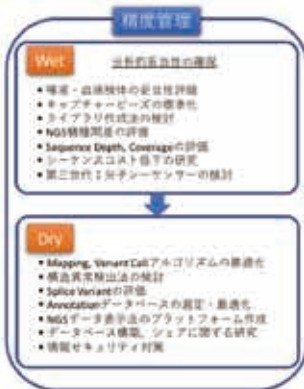 精度管理
Wet
分析的妥当性の確保
• 唾液・血液検体の妥当性評価
• キャプチャービーズの標準化
• ライブラリ作成法の検討
• NGS機種間差の評価
• Sequence Depth, Coverageの評価
• シーケンスコスト低下の研究
• 第三世代1分子シーケンサーの検討
Dry
• Mapping, Variant Callアルゴリズムの最適化
• 構造異常検出法の検討
• Splice Variantの評価
• Annotationデータベースの選定・最適化
• NGSデータ表示法のプラットフォーム作成
• データベース構築、シェアに関する研究
• 情報セキュリティ対策